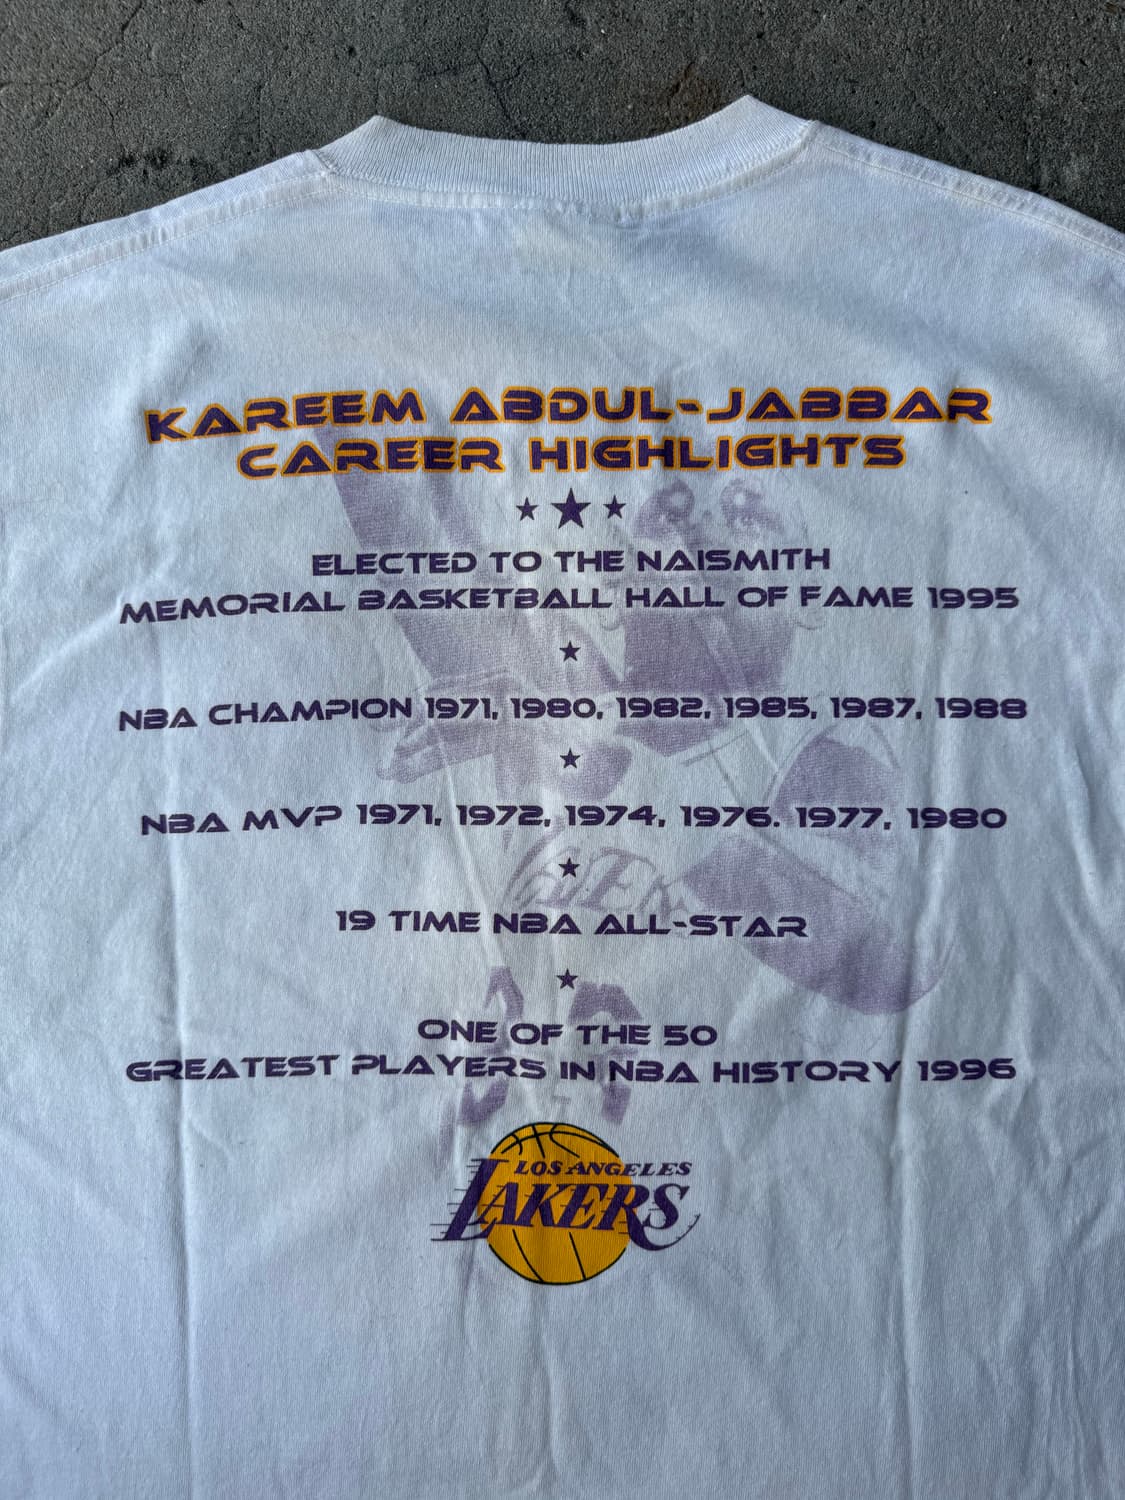 KAREEM ABDUL-JABBAR
CAREER HIGHLIGHTS
ELECTED TO THE NAISMITH
MEMORIAL BASKETBALL HALL OF FAME 1995
NBA CHAMPION 1971, 1980, 1982, 1985, 1987, 1988
NBA MVP 1971, 1972, 1974, 1976. 1977, 1980
19 TIME NBA ALL-STAR
ONE OF THE 50
GREATEST PLAYERS IN NBA HISTORY 1996
LOS ANGELES
LAKERS